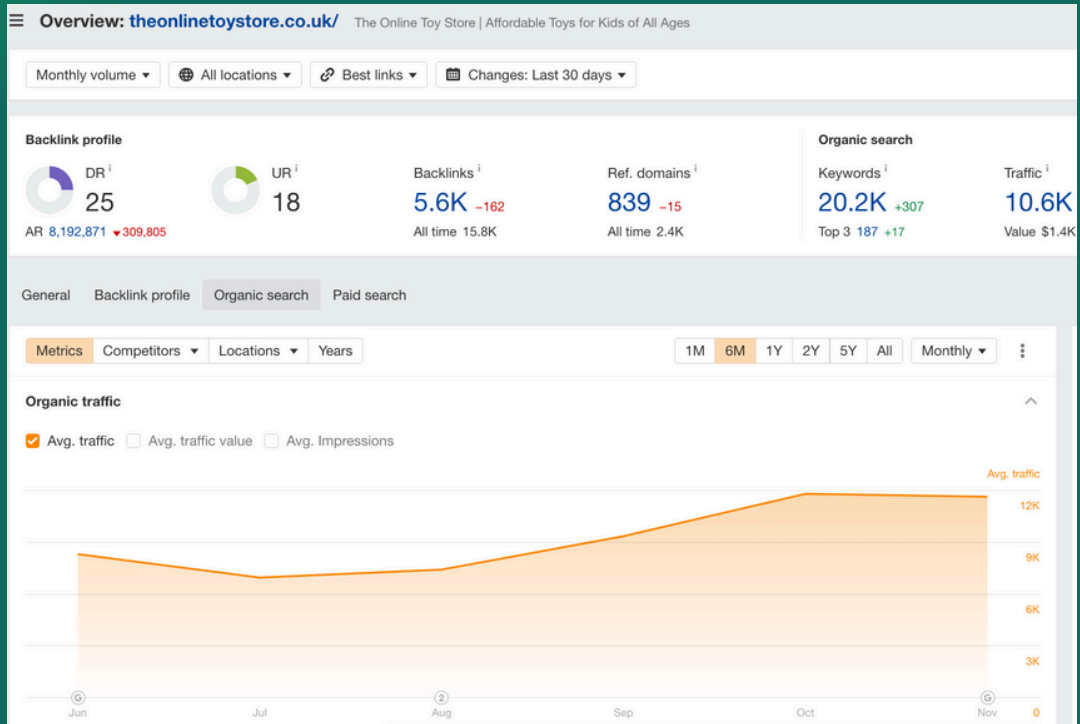 Overview: theonlinetoystore.co.uk/ The Online Toy Store | Affordable Toys for Kids of All Ages
Monthly volume All locations Best links Changes: Last 30 days
Backlink profile
DR i
25
AR 8,192,871 309,805
UR i
18
Backlinks i
5.6K –162
All time 15.8K
Ref. domains i
839 –15
All time 2.4K
Organic search
Keywords i
20.2K +307
Top 3 187 +17
Traffic i
10.6K
Value $1.4K
General Backlink profile Organic search Paid search
Metrics Competitors Locations Years 1M 6M 1Y 2Y 5Y All Monthly
Organic traffic
Avg. traffic Avg. traffic value Avg. Impressions
Avg. traffic
12K
9K
6K
3K
G 2 G
Jun Jul Aug Sep Oct Nov 0